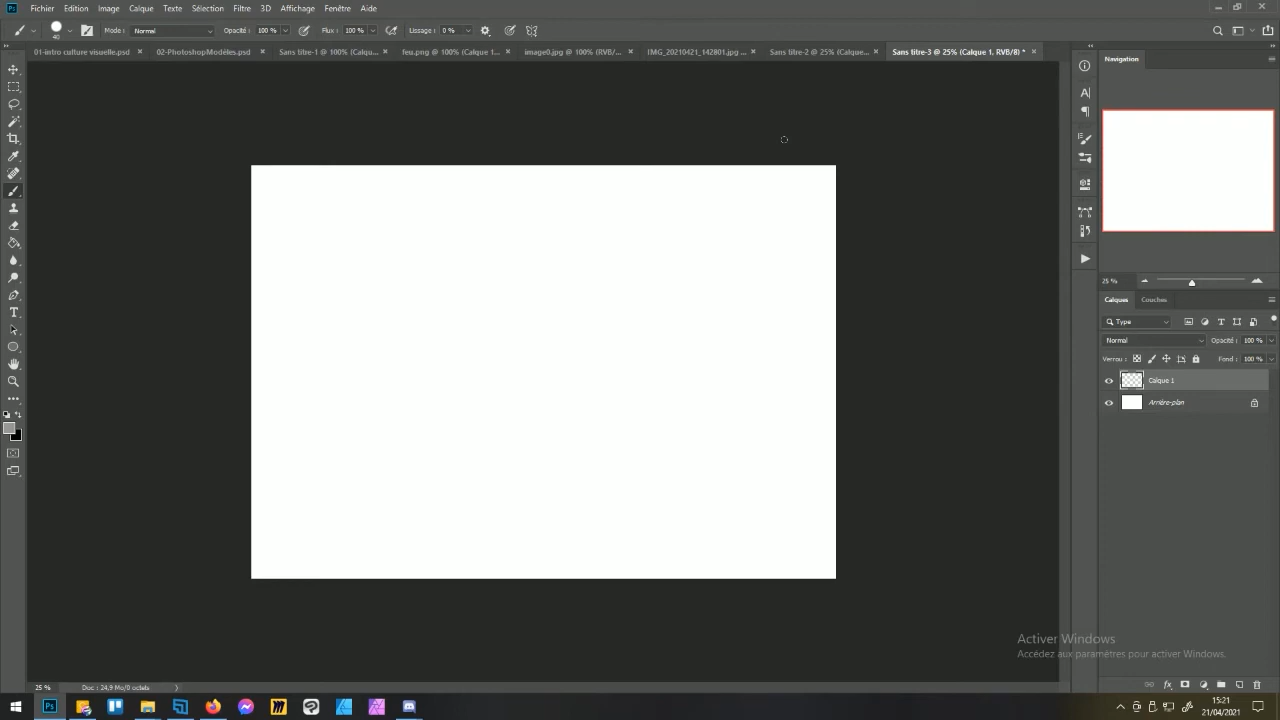 Fichier Edition Image Calque Texte Sélection Filtre 3D Affichage Fenêtre Aide
40 Mode : Normal Opacité : 100 % Flux : 100 % Lissage : 0 %
01-intro culture visuelle.psd × 02-PhotoshopModèles.psd × Sans titre-1 @ 100% (Calqu... × feu.png @ 100% (Calque 1... × image0.jpg @ 100% (RVB/... × IMG_20210421_142801.jpg ... × Sans titre-2 @ 25% (Calque... × Sans titre-3 @ 25% (Calque 1, RVB/8) * ×
Navigation
25 %
Calques Couches
Type
Normal Opacité : 100 %
Verrou : Fond : 100 %
Calque 1
Arrière-plan
Activer Windows
Accédez aux paramètres pour activer Windows.
25 % Doc : 24,9 Mo/0 octets
15:21
21/04/2021